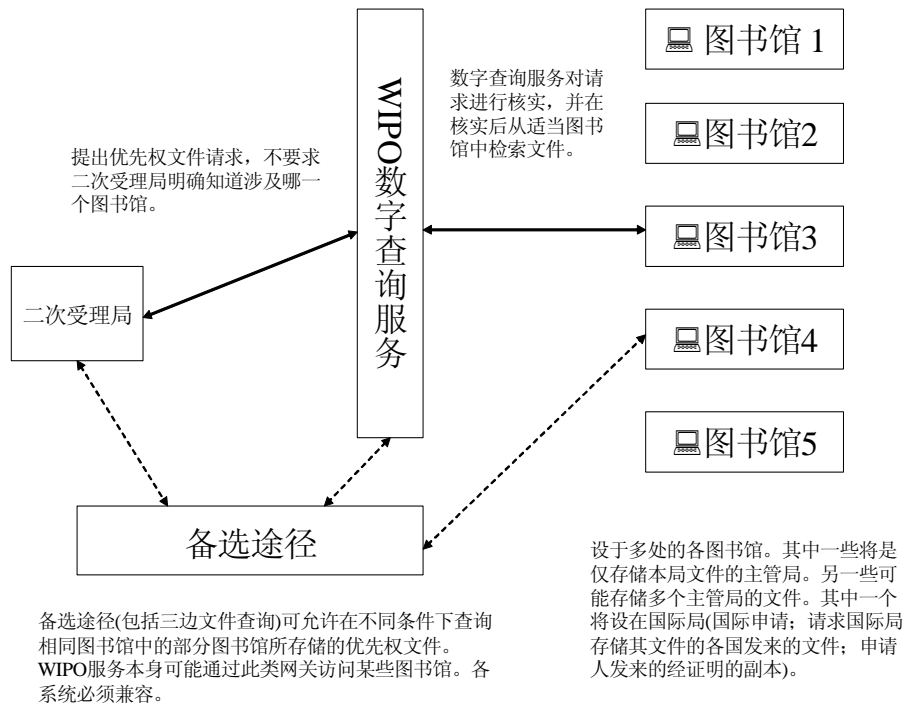 提出优先权文件请求，不要求
二次受理局明确知道涉及哪一
个图书馆。
二次受理局
WIPO数字查询服务
数字查询服务对请
求进行核实，并在
核实后从适当图书
馆中检索文件。
图书馆 1
图书馆2
图书馆3
图书馆4
图书馆5
备选途径
备选途径(包括三边文件查询)可允许在不同条件下查询
相同图书馆中的部分图书馆所存储的优先权文件。
WIPO服务本身可能通过此类网关访问某些图书馆。各
系统必须兼容。
设于多处的各图书馆。其中一些将是
仅存储本局文件的主管局。另一些可
能存储多个主管局的文件。其中一个
将设在国际局(国际申请；请求国际局
存储其文件的各国发来的文件；申请
人发来的经证明的副本)。